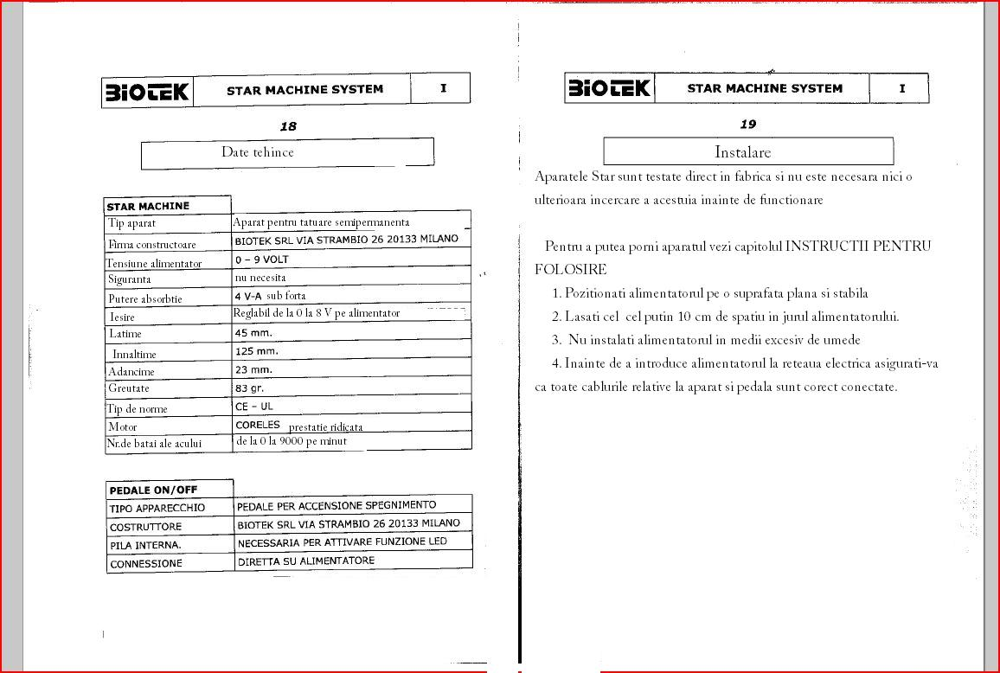 BIOTEK STAR MACHINE SYSTEM I
18
Date tehince
STAR MACHINE
Tip aparat Aparat pentru tatuare semipermanenta
Firma constructoare BIOTEK SRL VIA STRAMBIO 26 20133 MILANO
Tensiune alimentator 0 – 9 VOLT
Siguranta nu necesita
Putere absorbtie 4 V-A sub forta
Iesire Reglabil de la 0 la 8 V pe alimentator
Latime 45 mm.
Innaltime 125 mm.
Adancime 23 mm.
Greutate 83 gr.
Tip de norme CE – UL
Motor CORELES prestatie ridicata
Nr.de batai ale acului de la 0 la 9000 pe minut
PEDALE ON/OFF
TIPO APPARECCHIO PEDALE PER ACCENSIONE SPEGNIMENTO
COSTRUTTORE BIOTEK SRL VIA STRAMBIO 26 20133 MILANO
PILA INTERNA. NECESSARIA PER ATTIVARE FUNZIONE LED
CONNESSIONE DIRETTA SU ALIMENTATORE
BIOTEK STAR MACHINE SYSTEM I
19
Instalare
Aparatele Star sunt testate direct in fabrica si nu este necesara nici o
ulterioara incercare a acestuia inainte de functionare
Pentru a putea porni aparatul vezi capitolul INSTRUCTII PENTRU
FOLOSIRE
1. Pozitionati alimentatorul pe o suprafata plana si stabila
2. Lasati cel cel putin 10 cm de spatiu in jurul alimentatorului.
3. Nu instalati alimentatorul in medii excesiv de umede
4. Inainte de a introduce alimentatorul la reteaua electrica asigurati-va
ca toate cablurile relative la aparat si pedala sunt corect conectate.